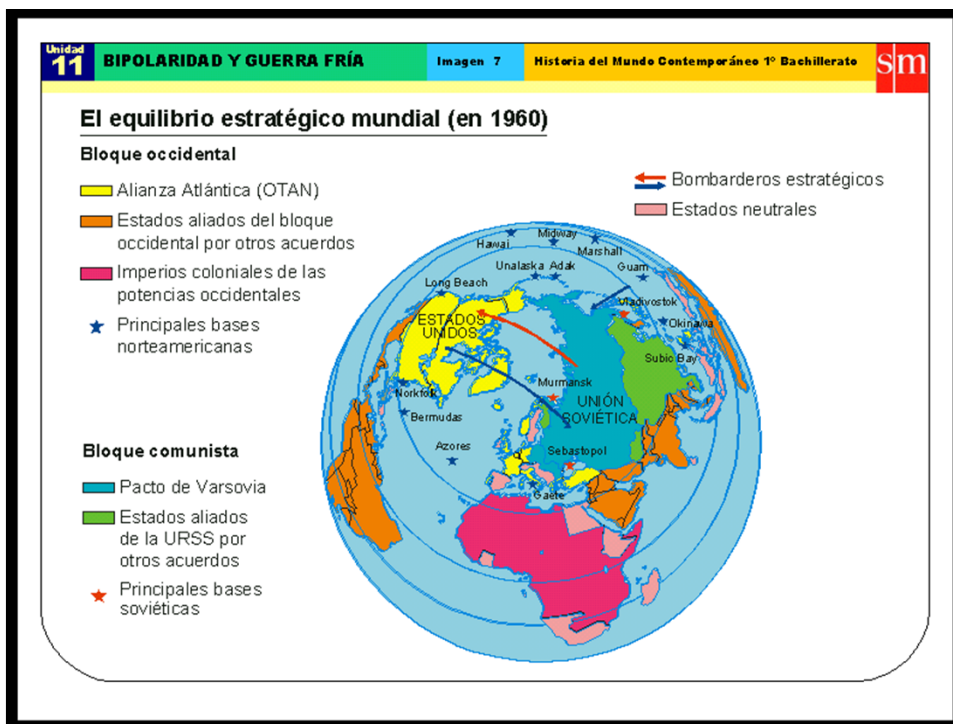 Unidad
11
BIPOLARIDAD Y GUERRA FRÍA
Imagen 7
Historia del Mundo Contemporáneo 1º Bachillerato
sm
El equilibrio estratégico mundial (en 1960)
Bloque occidental
Alianza Atlántica (OTAN)
Estados aliados del bloque
occidental por otros acuerdos
Imperios coloniales de las
potencias occidentales
Principales bases
norteamericanas
Bloque comunista
Pacto de Varsovia
Estados aliados
de la URSS por
otros acuerdos
Principales bases
soviéticas
Bombarderos estratégicos
Estados neutrales
Hawai
Midway
Marshall
Unalaska
Adak
Guam
Long Beach
Vladivostok
ESTADOS
UNIDOS
Okinawa
Subic Bay
Norkfolk
Murmansk
Bermudas
UNIÓN
SOVIÉTICA
Azores
Sebastopol
Gaete